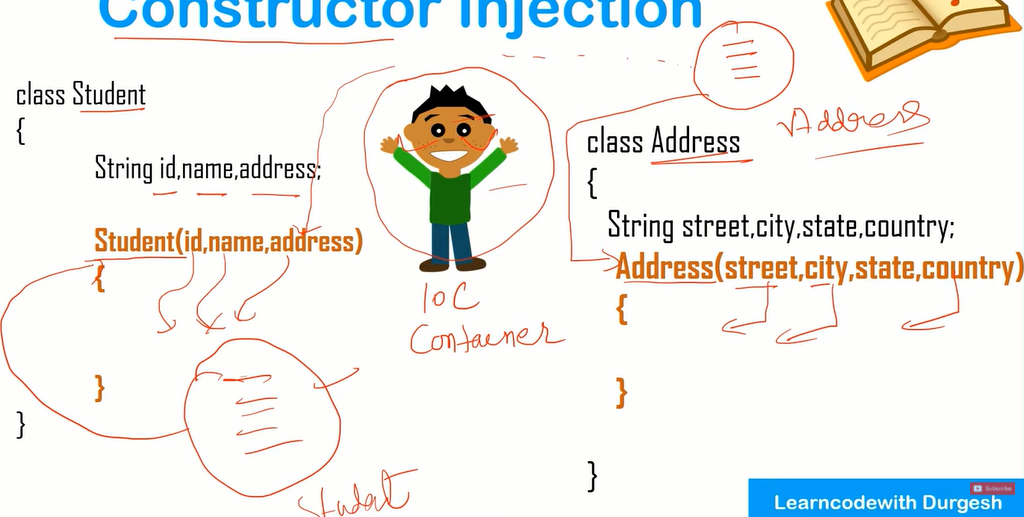 Constructor Injection
class Student
{
String id,name,address;
Student(id,name,address)
{
}
}
Student
IOC
Container
Address
class Address
{
String street,city,state,country;
Address(street,city,state,country)
{
}
}
Subscribe
Learncodewith Durgesh